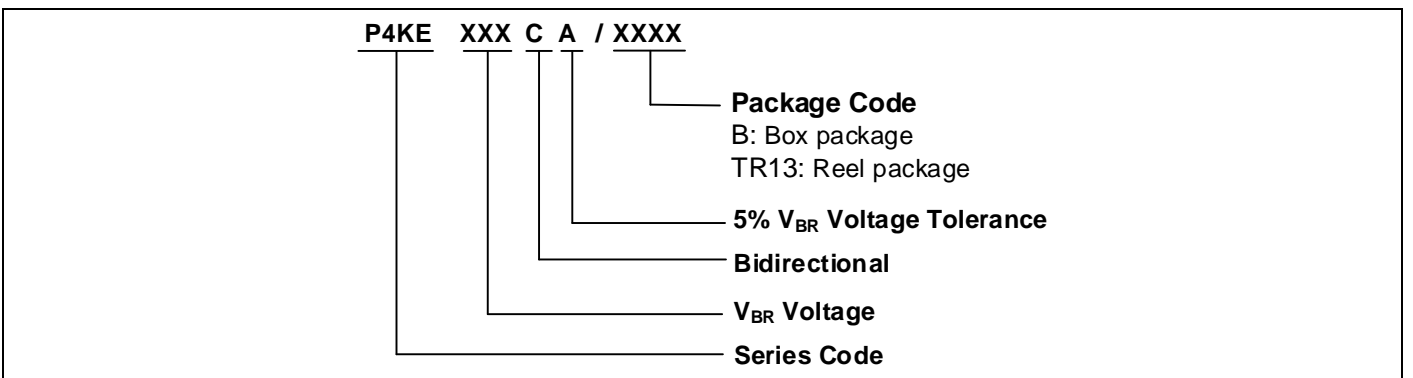 P4KE XXX C A / XXXX
Package Code
B: Box package
TR13: Reel package
5% VBR Voltage Tolerance
Bidirectional
VBR Voltage
Series Code